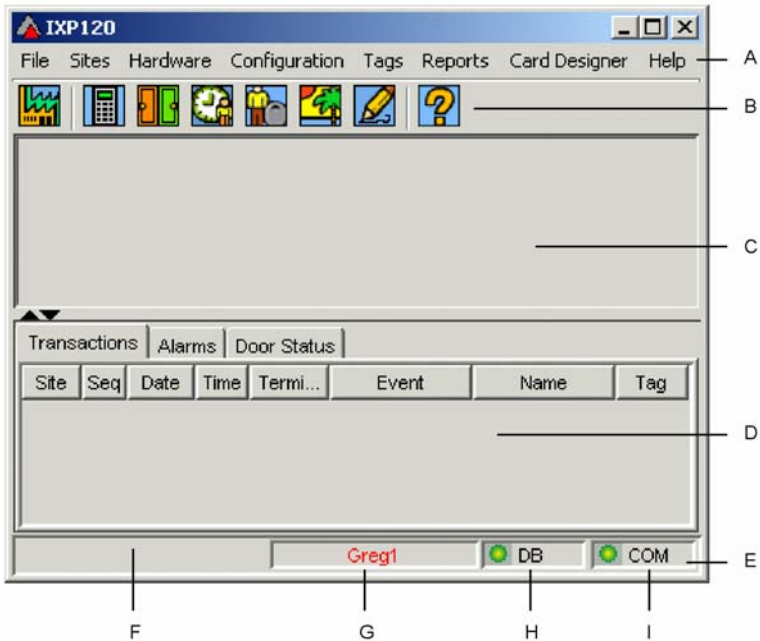 IXP120
File Sites Hardware Configuration Tags Reports Card Designer Help A
B
C
Transactions Alarms Door Status
Site Seq Date Time Termi... Event Name Tag
D
Greg1 DB COM E
F G H I